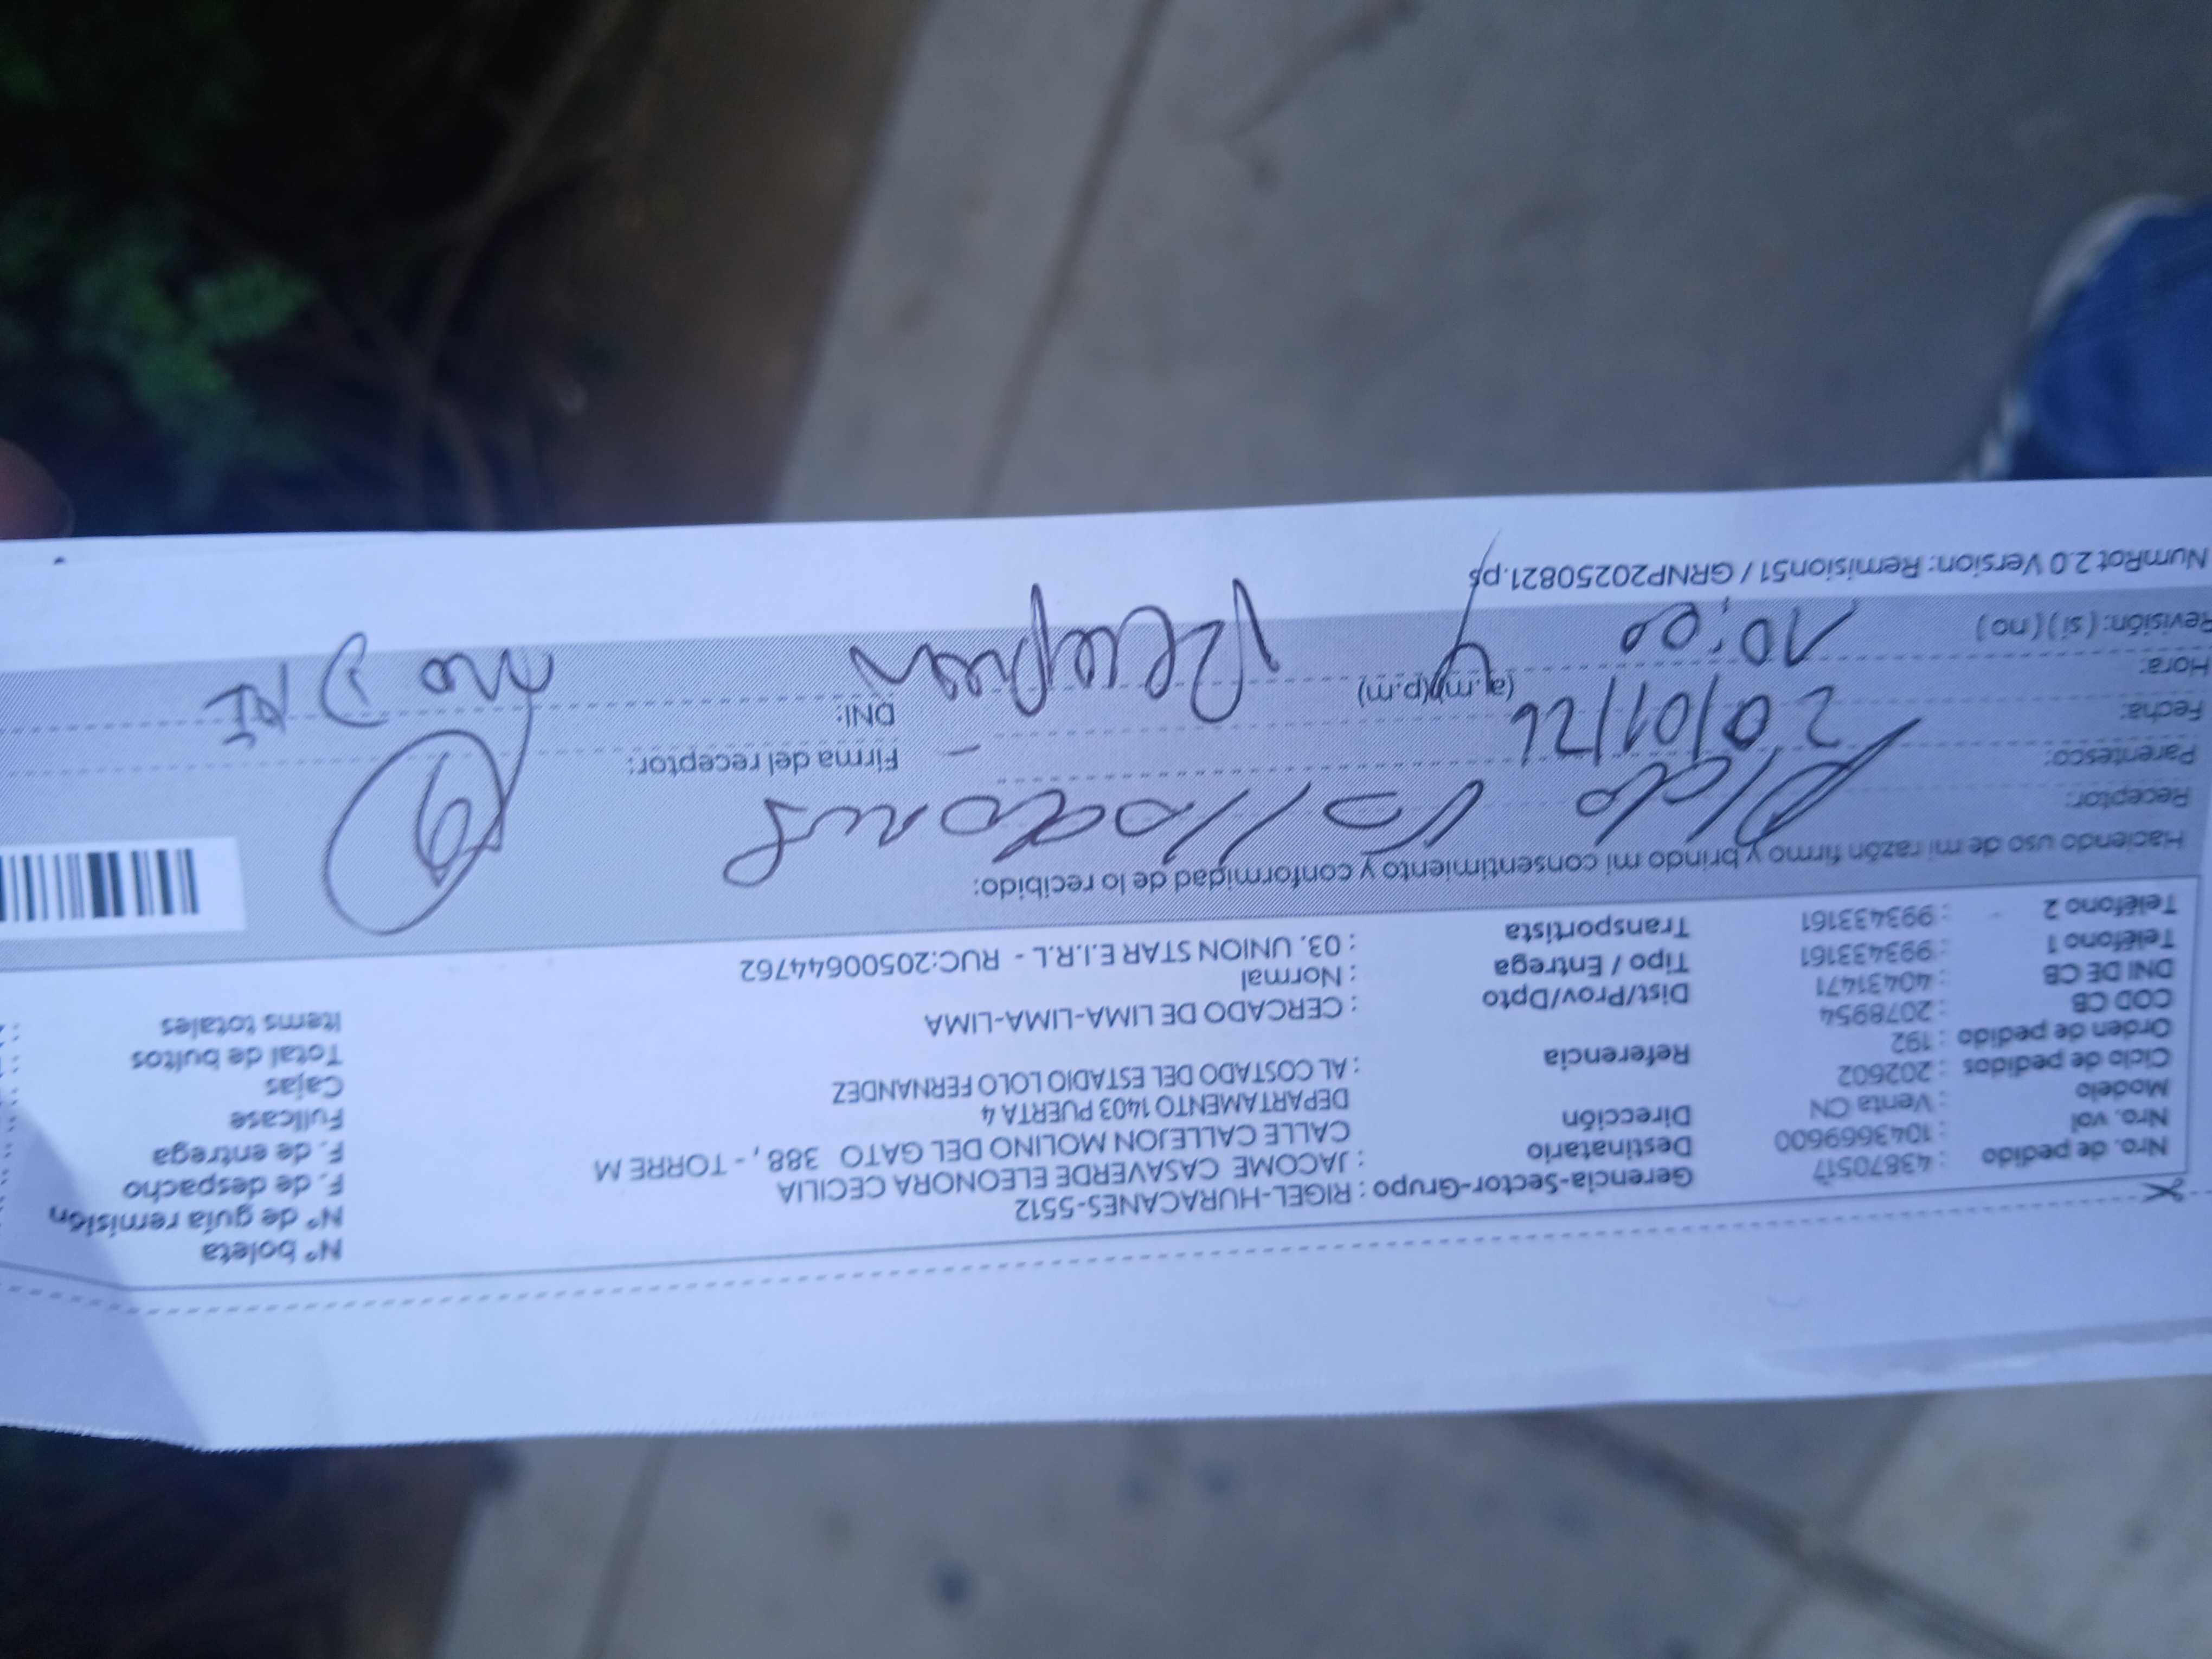 Nº boleta
Gerencia-Sector-Grupo : RIGEL-HURACANES-5512 Nº de guía remisión
Nro. de pedido : 43870517 Destinatario : JACOME CASAVERDE ELEONORA CECILIA F. de despacho
Nro. vol : 1043669600 Dirección CALLE CALLEJON MOLINO DEL GATO 388 , - TORRE M F. de entrega
Modelo : Venta CN DEPARTAMENTO 1403 PUERTA 4 Fullcase
Ciclo de pedidos : 202602 Referencia : AL COSTADO DEL ESTADIO LOLO FERNANDEZ Cajas
Orden de pedido : 192 Total de bultos
COD CB : 2078954 Dist/Prov/Dpto : CERCADO DE LIMA-LIMA-LIMA Items totales
DNI DE CB : 40431471 Tipo / Entrega : Normal
Teléfono 1 : 993433161 Transportista : 03. UNION STAR E.I.R.L - RUC:20500644762
Teléfono 2 : 993433161
Haciendo uso de mi razón firmo y brindo mi consentimiento y conformidad de lo recibido:
Receptor:
Parentesco: Firma del receptor:
Fecha: 20/01/26 DNI: no DNI
Hora: 10:00 (a.m)(p.m) Recepcion
Revisión: ( si ) ( no )
NumRot 2.0 Version: Remision51 / GRNP20250821.ps